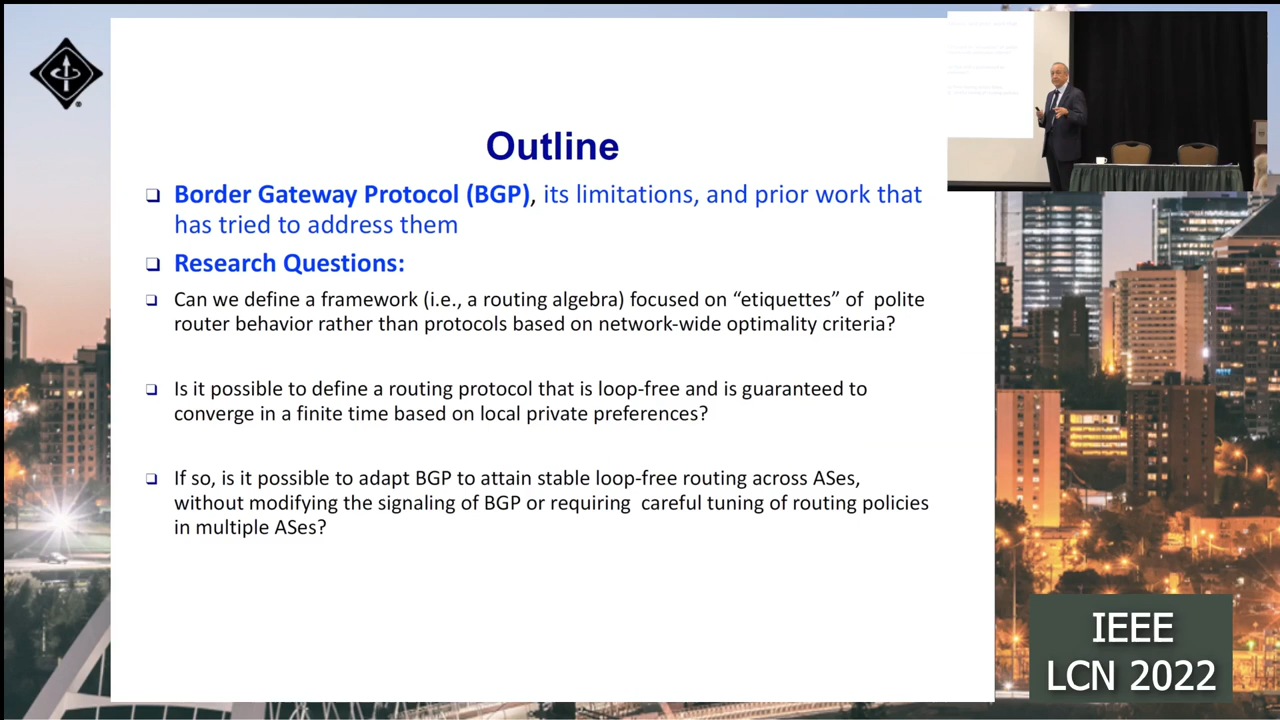 Outline
Border Gateway Protocol (BGP), its limitations, and prior work that
has tried to address them
Research Questions:
Can we define a framework (i.e., a routing algebra) focused on “etiquettes” of polite
router behavior rather than protocols based on network-wide optimality criteria?
Is it possible to define a routing protocol that is loop-free and is guaranteed to
converge in a finite time based on local private preferences?
If so, is it possible to adapt BGP to attain stable loop-free routing across ASes,
without modifying the signaling of BGP or requiring careful tuning of routing policies
in multiple ASes?
IEEE
LCN 2022